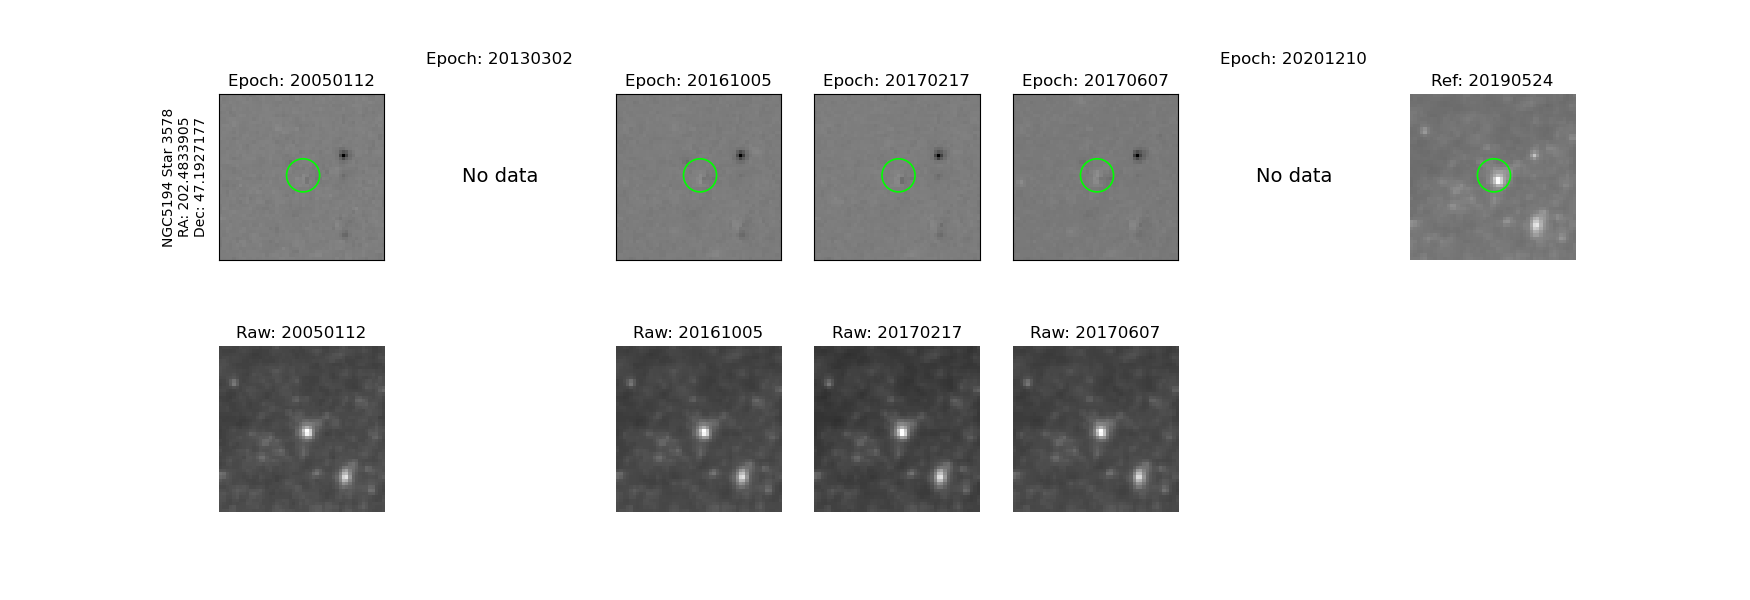 Epoch: 20130302
Epoch: 20201210
Epoch: 20050112
Epoch: 20161005
Epoch: 20170217
Epoch: 20170607
Ref: 20190524
NGC5194 Star 3578
RA: 202.4833905
Dec: 47.1927177
No data
No data
Raw: 20050112
Raw: 20161005
Raw: 20170217
Raw: 20170607